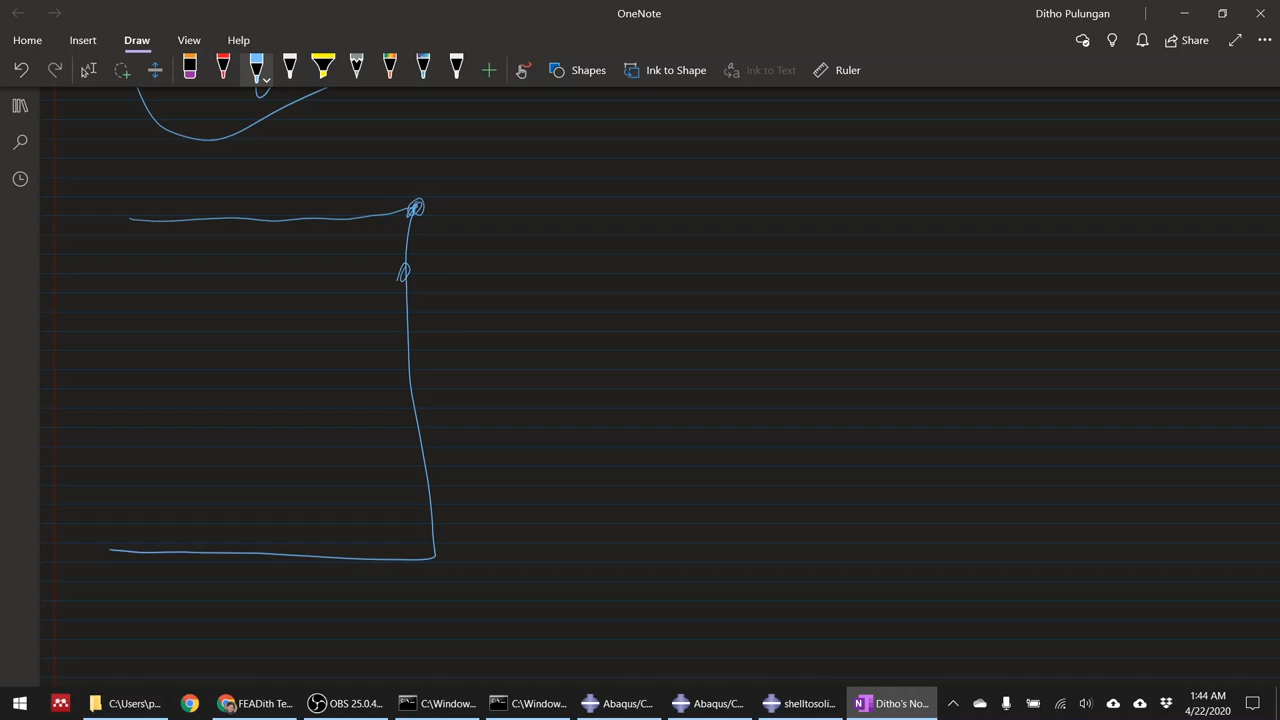 OneNote
Ditho Pulungan
Home Insert Draw View Help
Share
Shapes
Ink to Shape
Ink to Text
Ruler
C:\Users\p...
FEADith Te...
OBS 25.0.4...
C:\Window...
C:\Window...
Abaqus/C...
Abaqus/C...
shelltosoli...
Ditho's No...
1:44 AM
4/22/2020